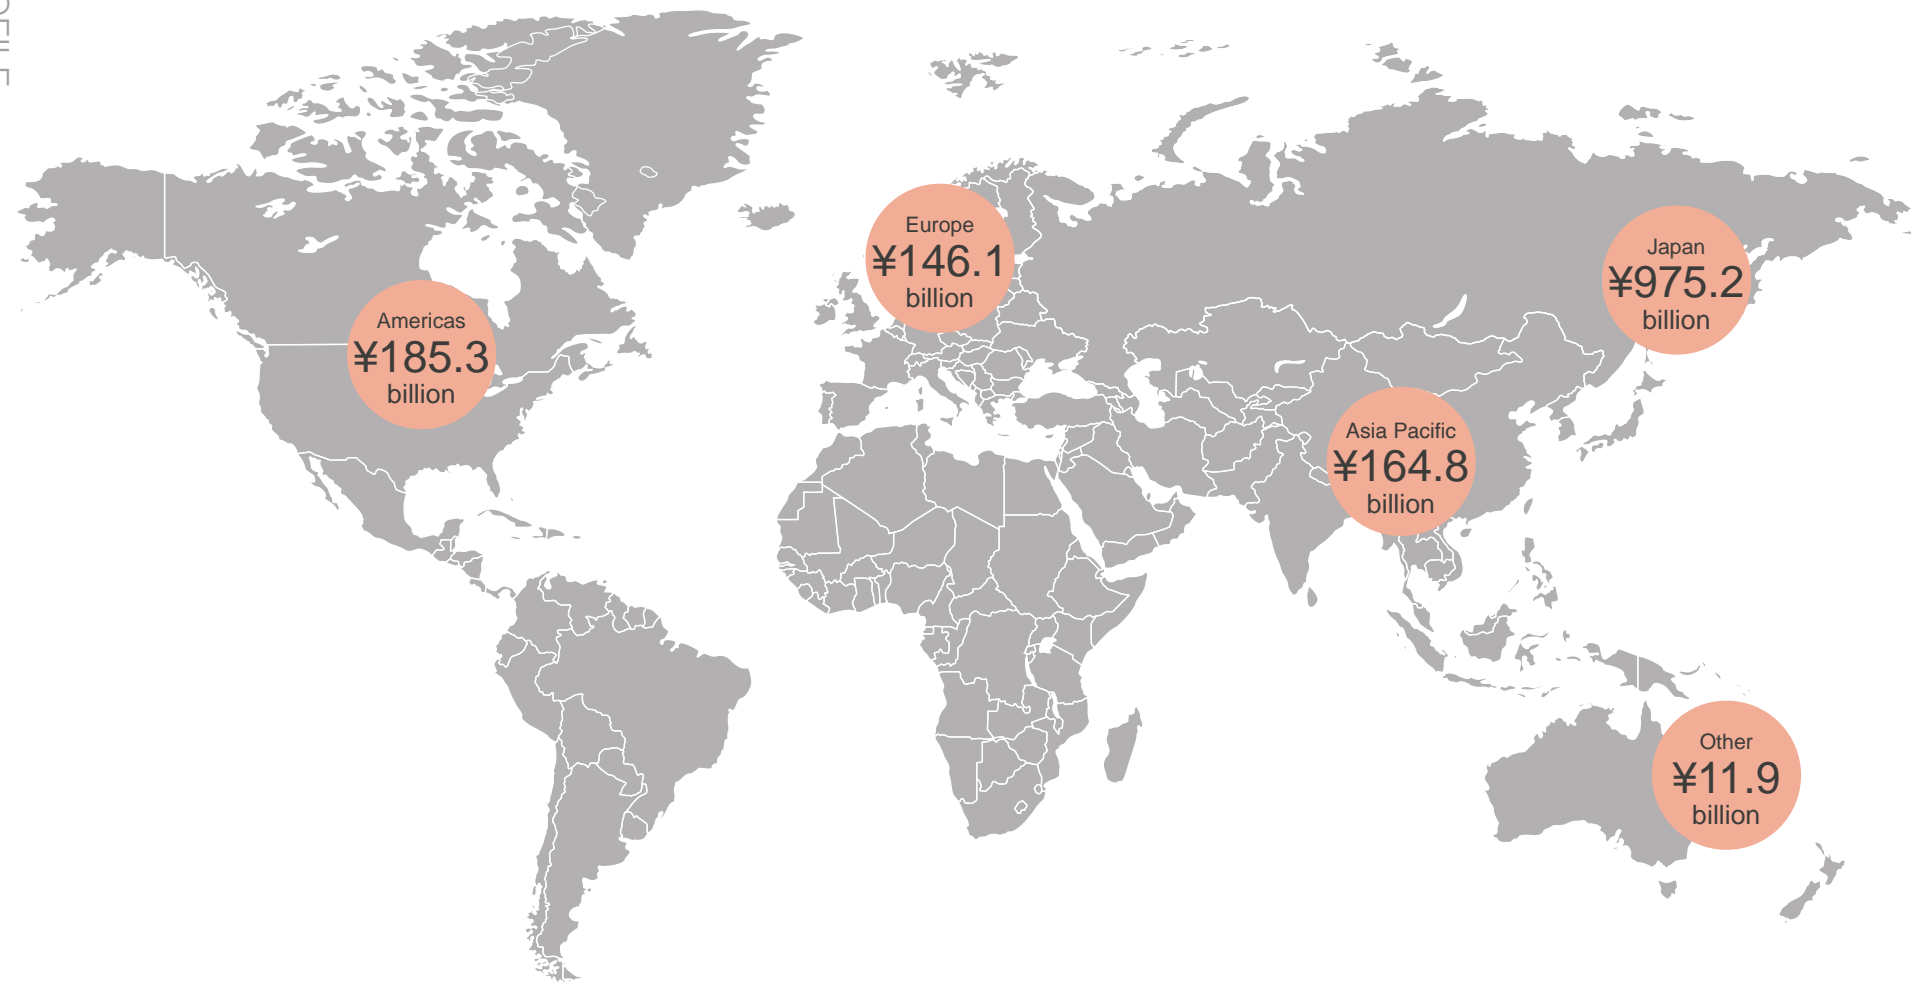 Europe
¥146.1
billion
Japan
¥975.2
billion
Americas
¥185.3
billion
Asia Pacific
¥164.8
billion
Other
¥11.9
billion